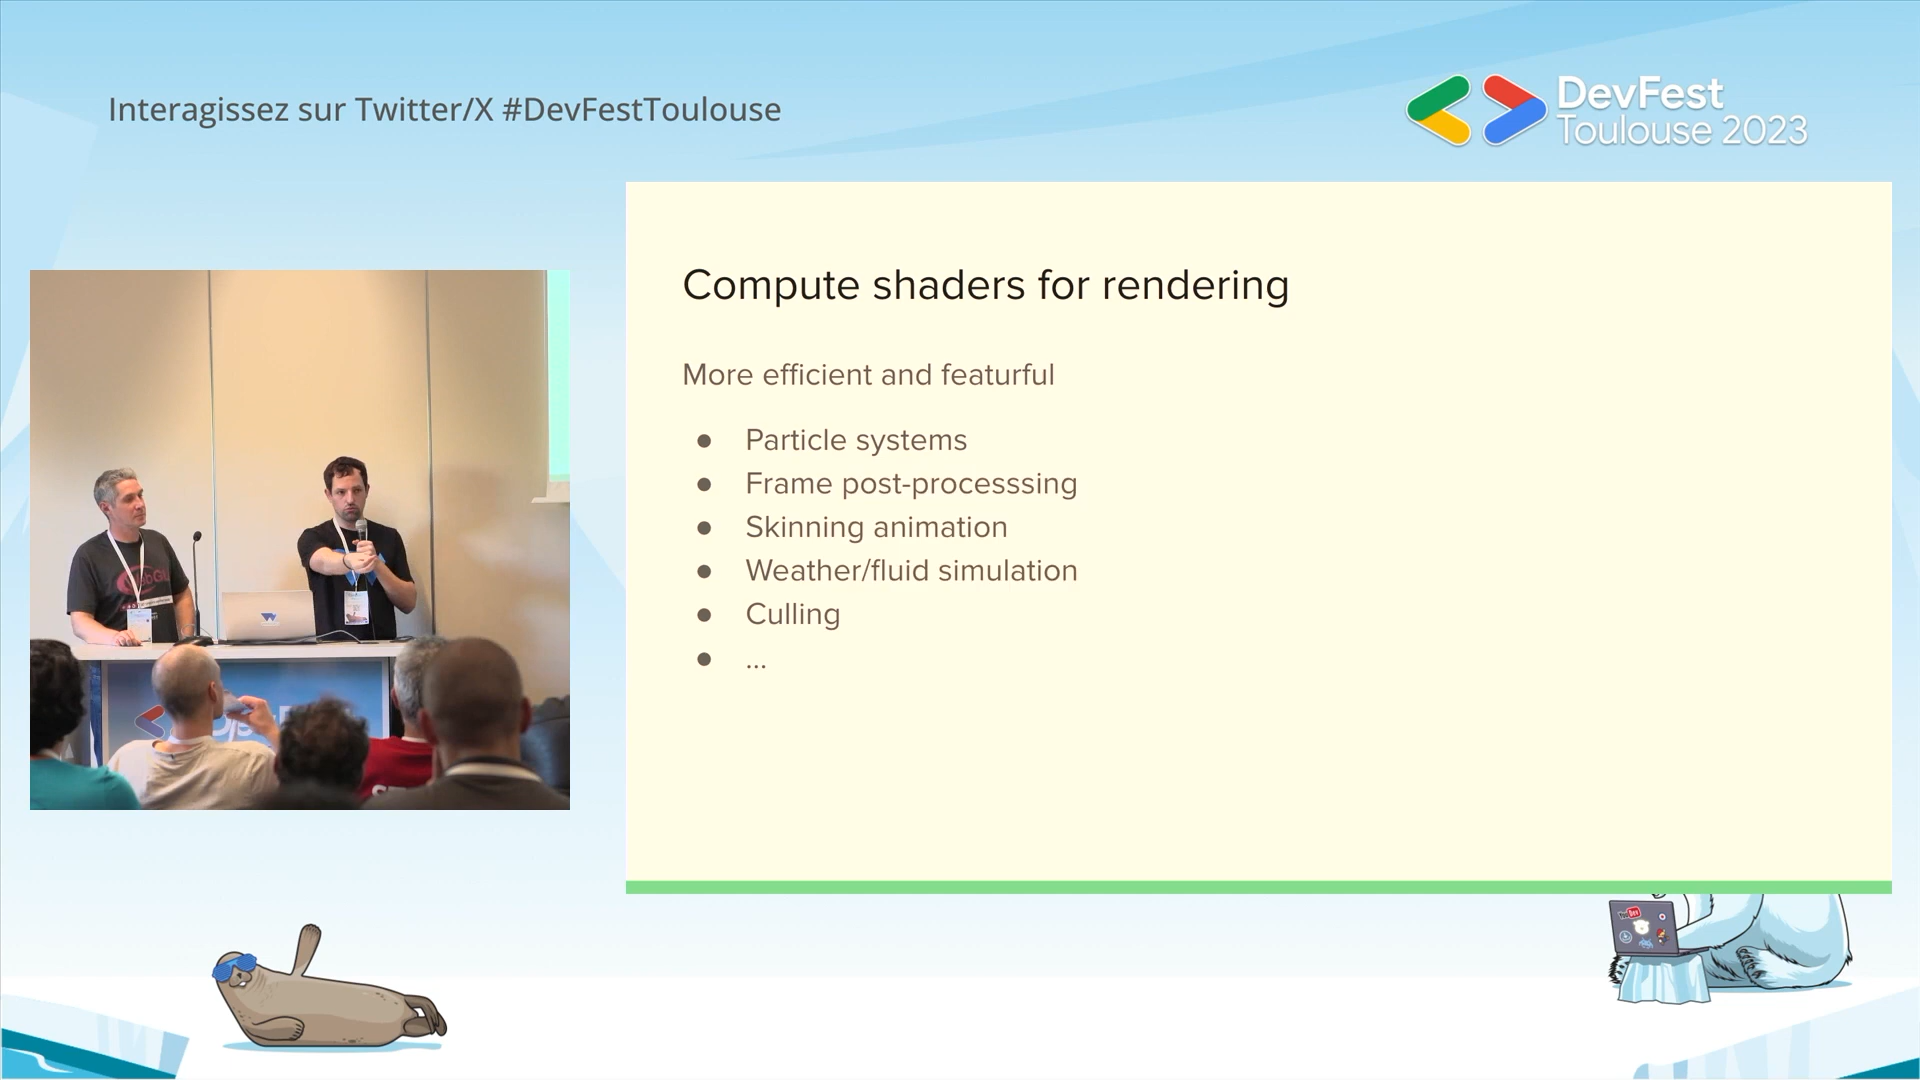 Interagissez sur Twitter/X #DevFestToulouse
DevFest
Toulouse 2023
Compute shaders for rendering
More efficient and featurful
● Particle systems
● Frame post-processsing
● Skinning animation
● Weather/fluid simulation
● Culling
● ...